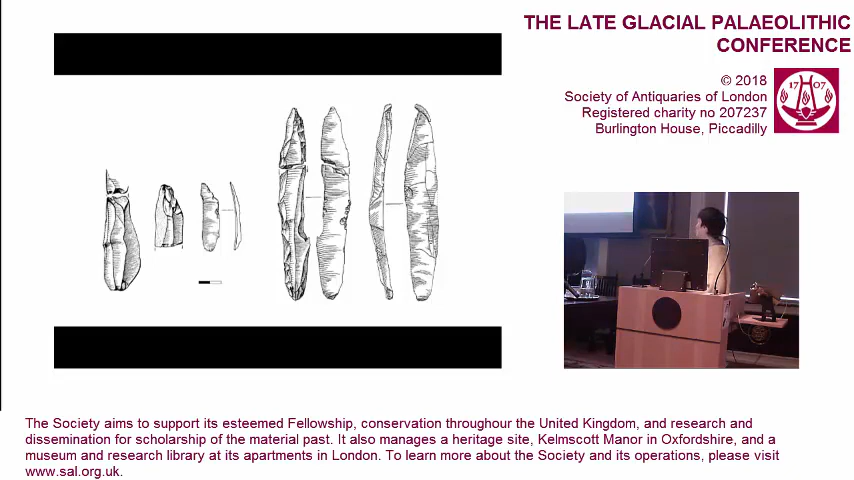 THE LATE GLACIAL PALAEOLITHIC
CONFERENCE
© 2018
Society of Antiquaries of London
Registered charity no 207237
Burlington House, Piccadilly
17 07
The Society aims to support its esteemed Fellowship, conservation throughour the United Kingdom, and research and
dissemination for scholarship of the material past. It also manages a heritage site, Kelmscott Manor in Oxfordshire, and a
museum and research library at its apartments in London. To learn more about the Society and its operations, please visit
www.sal.org.uk.